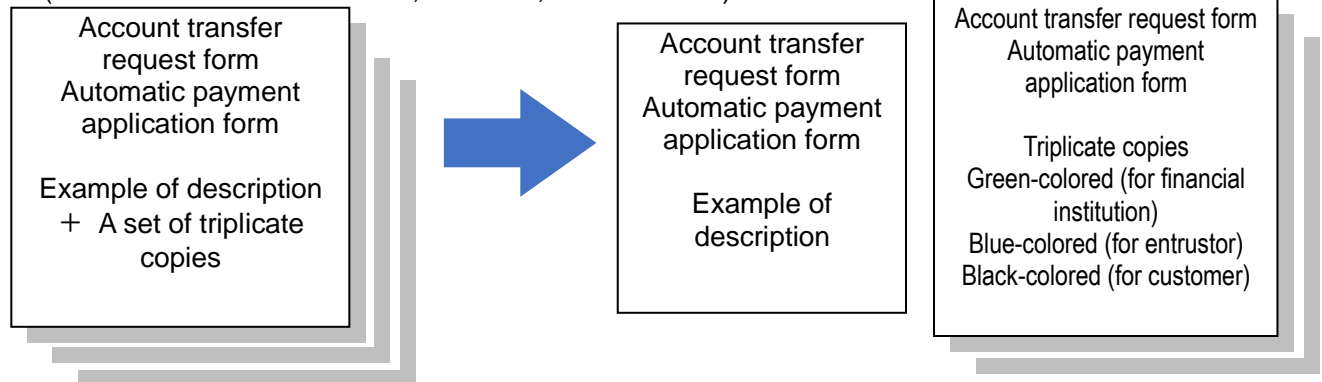 Account transfer
request form
Automatic payment
application form
Example of description
＋ A set of triplicate
copies
Account transfer
request form
Automatic payment
application form
Example of
description
Account transfer request form
Automatic payment
application form
Triplicate copies
Green-colored (for financial
institution)
Blue-colored (for entrustor)
Black-colored (for customer)